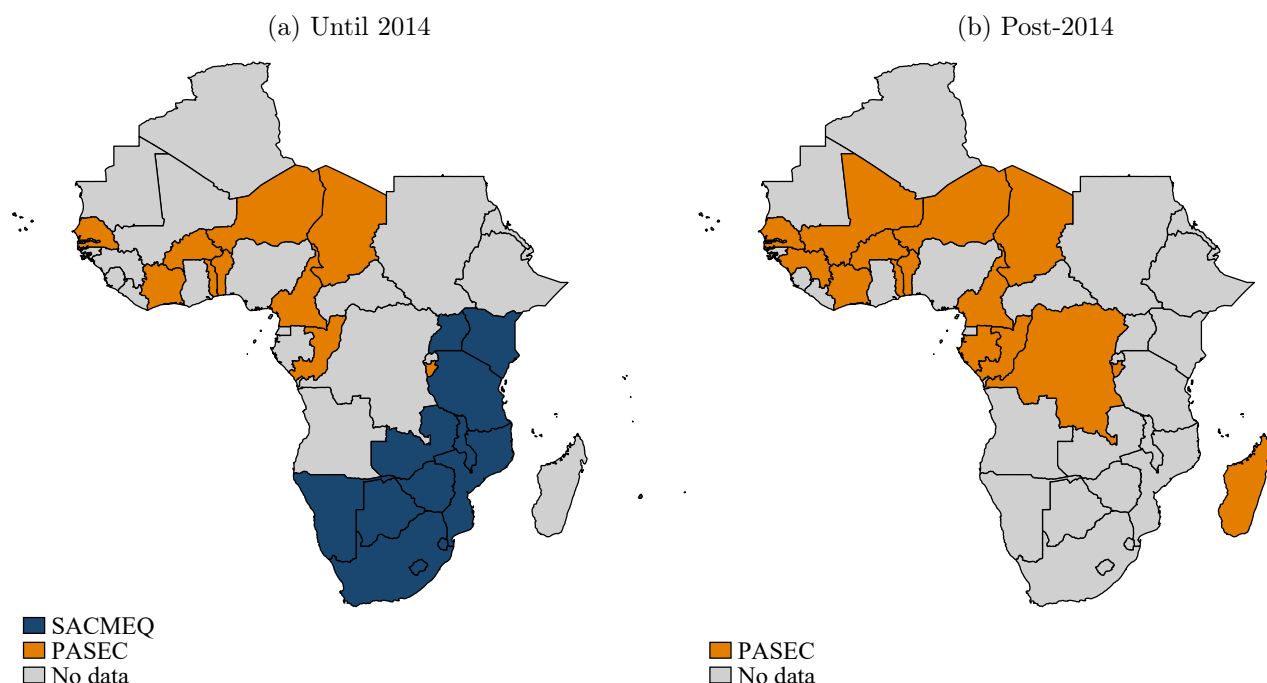 (a) Until 2014
(b) Post-2014
SACMEQ
PASEC
No data
PASEC
No data